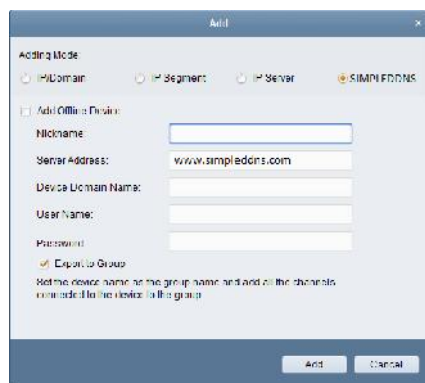 Add
Adding Mode:
IP/Domain IP Segment IP Server SIMPLEDDNS
Add Offline Device
Nickname:
Server Address: www.simpleddns.com
Device Domain Name:
User Name:
Password:
Export to Group
Set the device name as the group name and add all the channels
connected to the device to the group.
Add Cancel